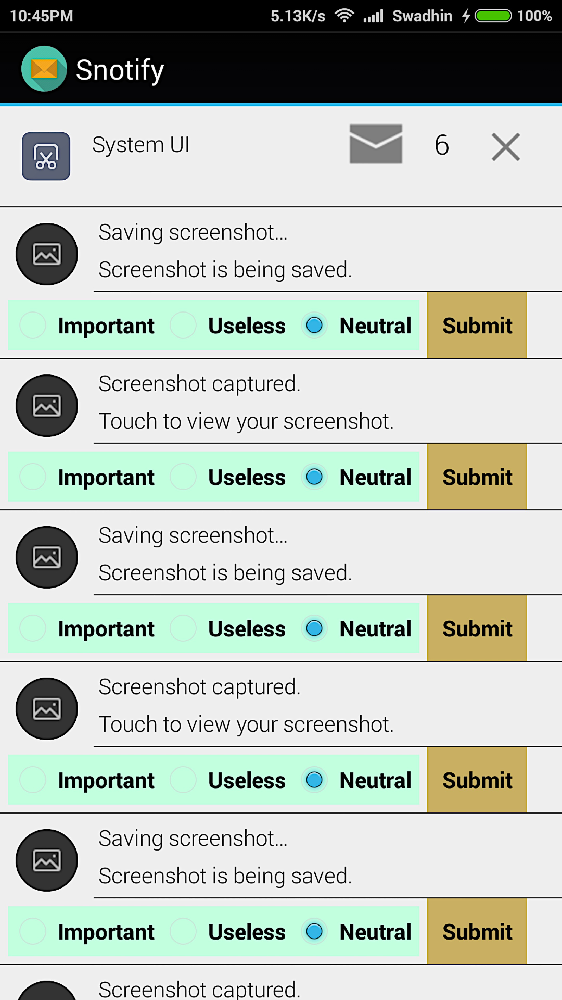 10:45PM 5.13K/s Swadhin 100%
Snotify
System UI 6
Saving screenshot...
Screenshot is being saved.
Important Useless Neutral Submit
Screenshot captured.
Touch to view your screenshot.
Important Useless Neutral Submit
Saving screenshot...
Screenshot is being saved.
Important Useless Neutral Submit
Screenshot captured.
Touch to view your screenshot.
Important Useless Neutral Submit
Saving screenshot...
Screenshot is being saved.
Important Useless Neutral Submit
Screenshot captured.